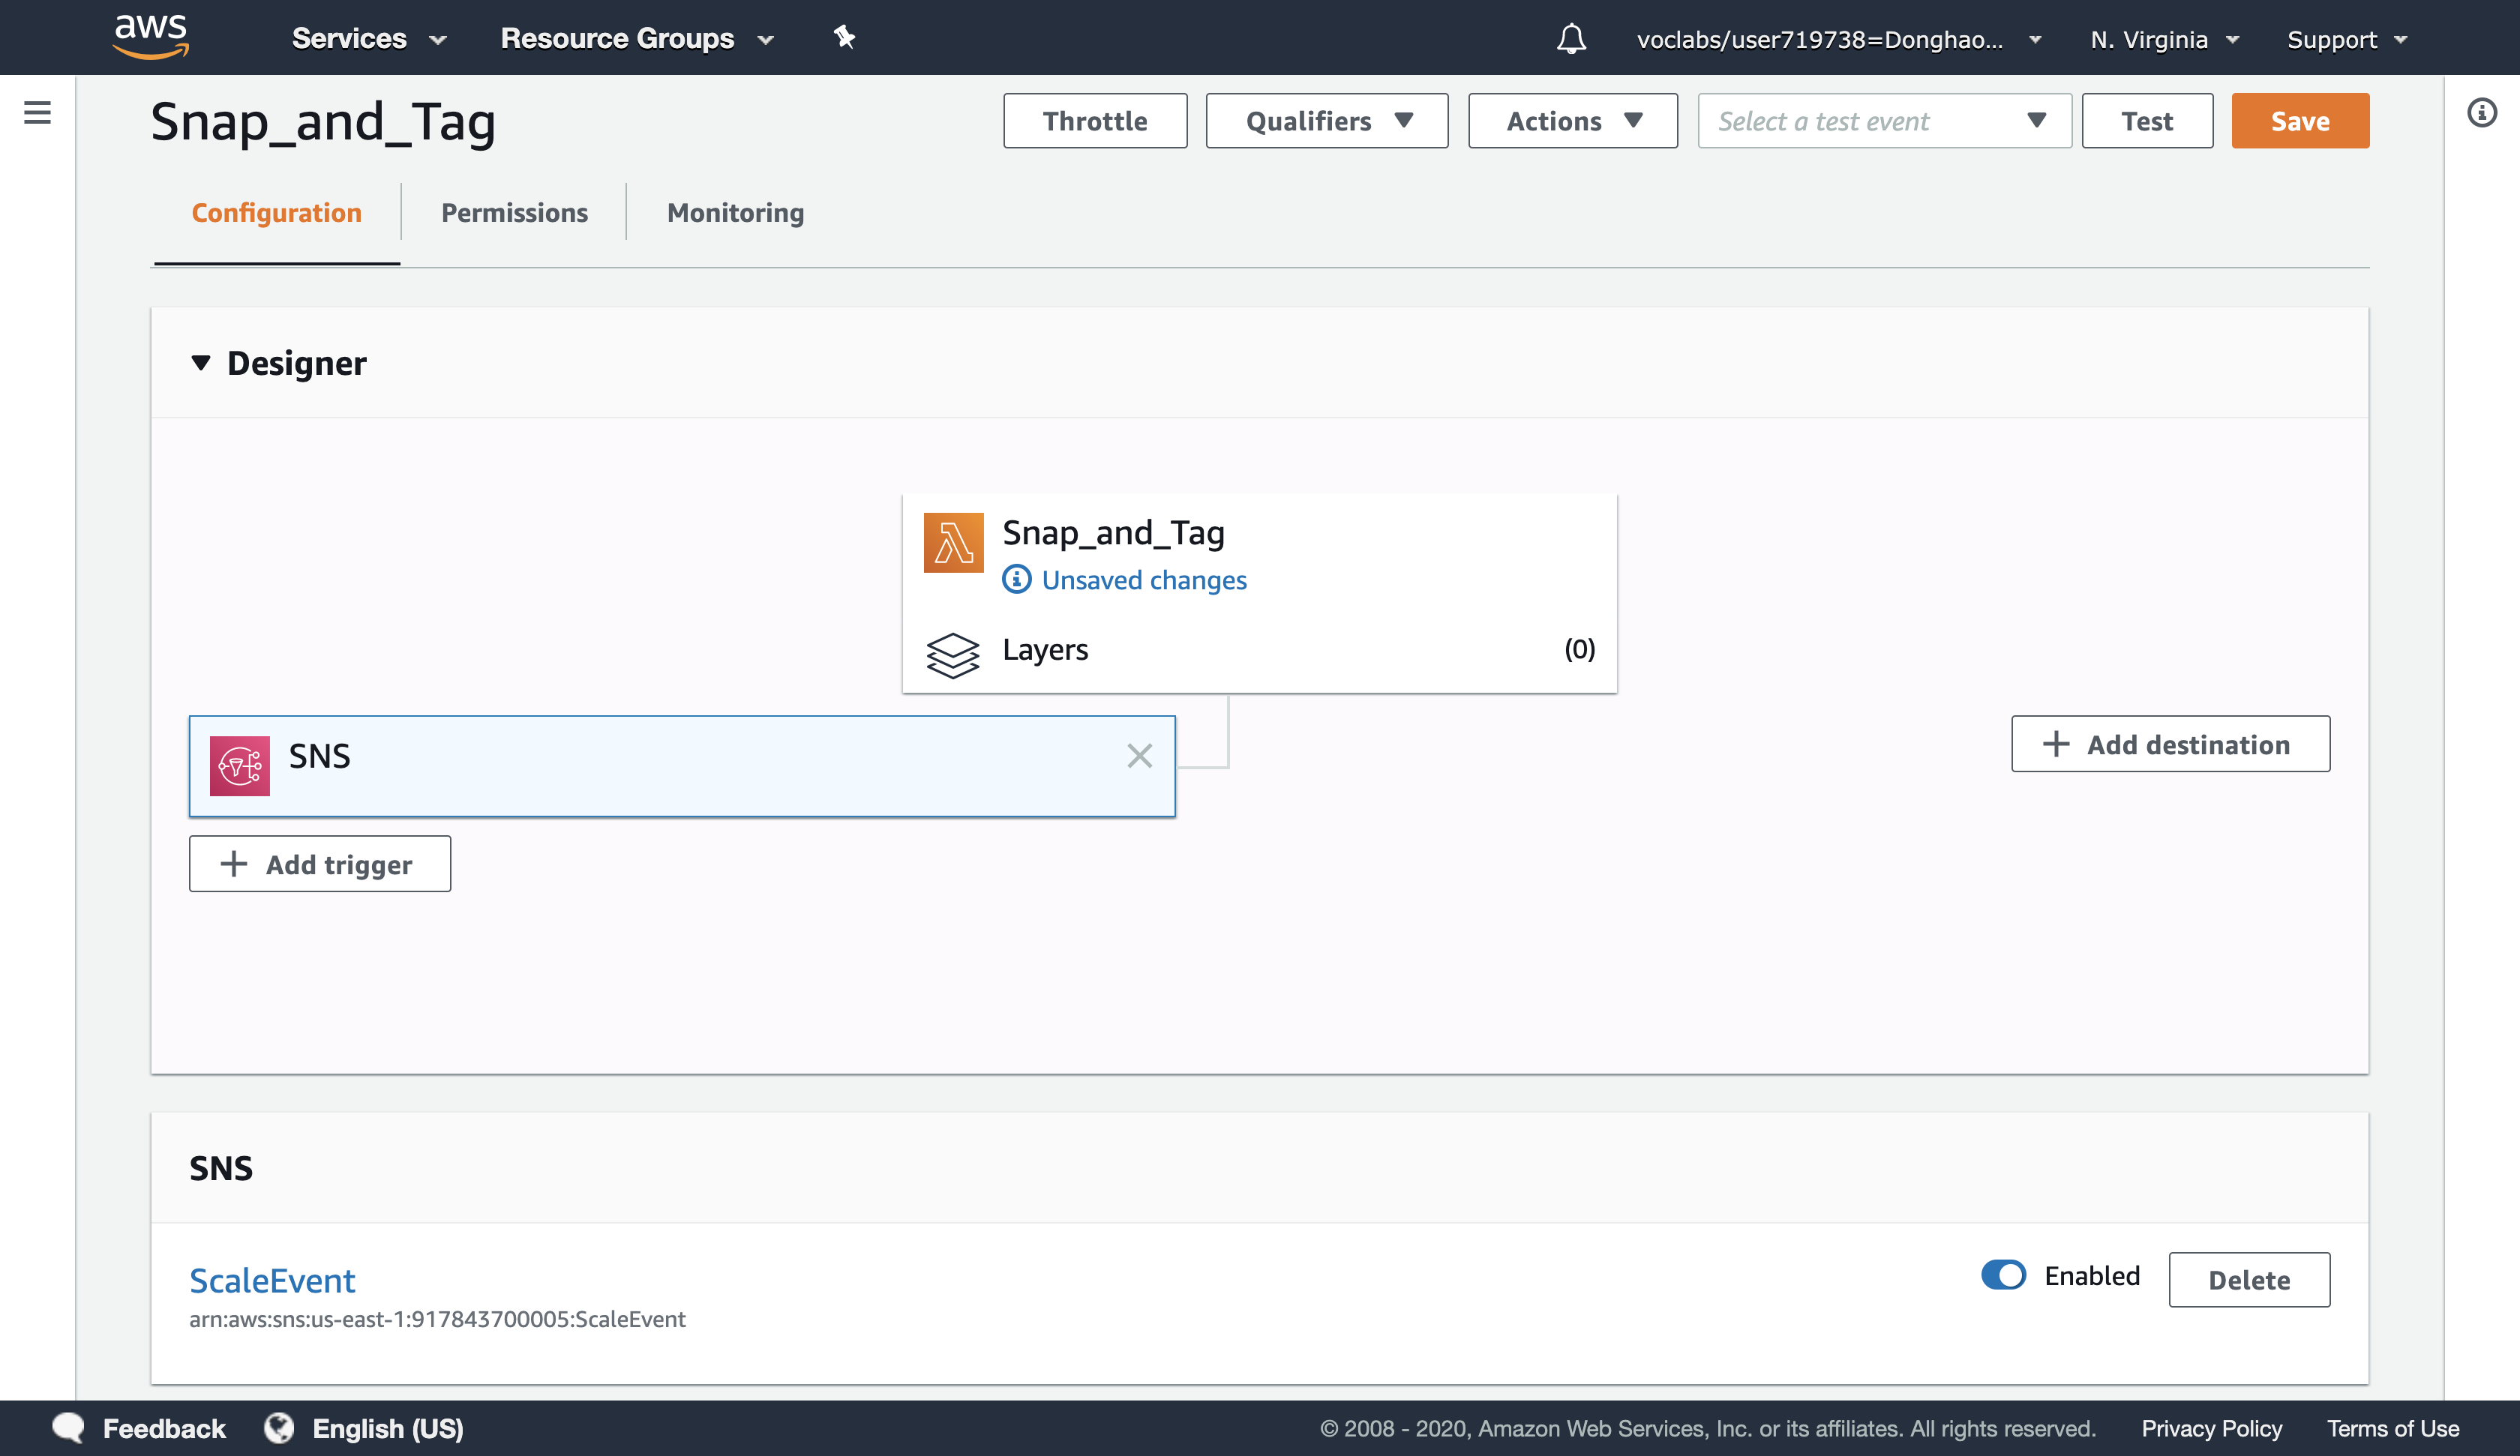 aws Services Resource Groups voclabs/user719738=Donghao... N. Virginia Support
Snap_and_Tag Throttle Qualifiers Actions Select a test event Test Save
Configuration Permissions Monitoring
Designer
Snap_and_Tag
Unsaved changes
Layers (0)
SNS
Add destination
Add trigger
SNS
ScaleEvent
Enabled Delete
arn:aws:sns:us-east-1:917843700005:ScaleEvent
Feedback English (US) © 2008 - 2020, Amazon Web Services, Inc. or its affiliates. All rights reserved. Privacy Policy Terms of Use